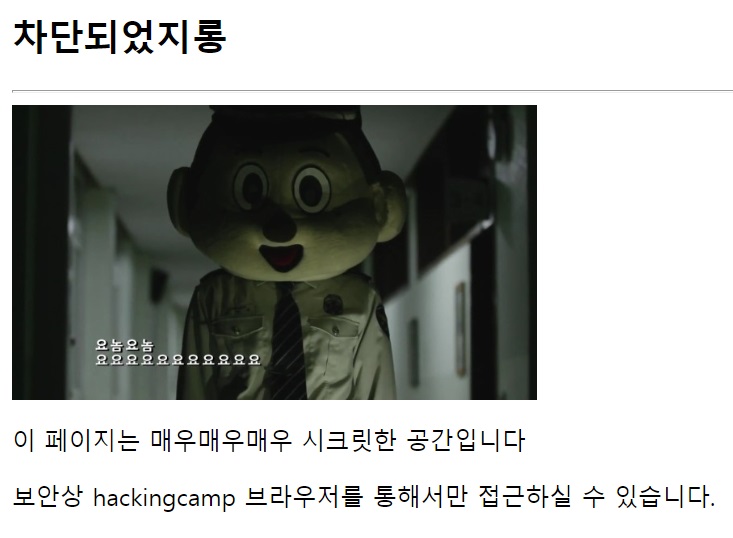 차단되었지롱
요놈요놈
요요요요요요요요요요요
이 페이지는 매우매우매우 시크릿한 공간입니다
보안상 hackingcamp 브라우저를 통해서만 접근하실 수 있습니다.